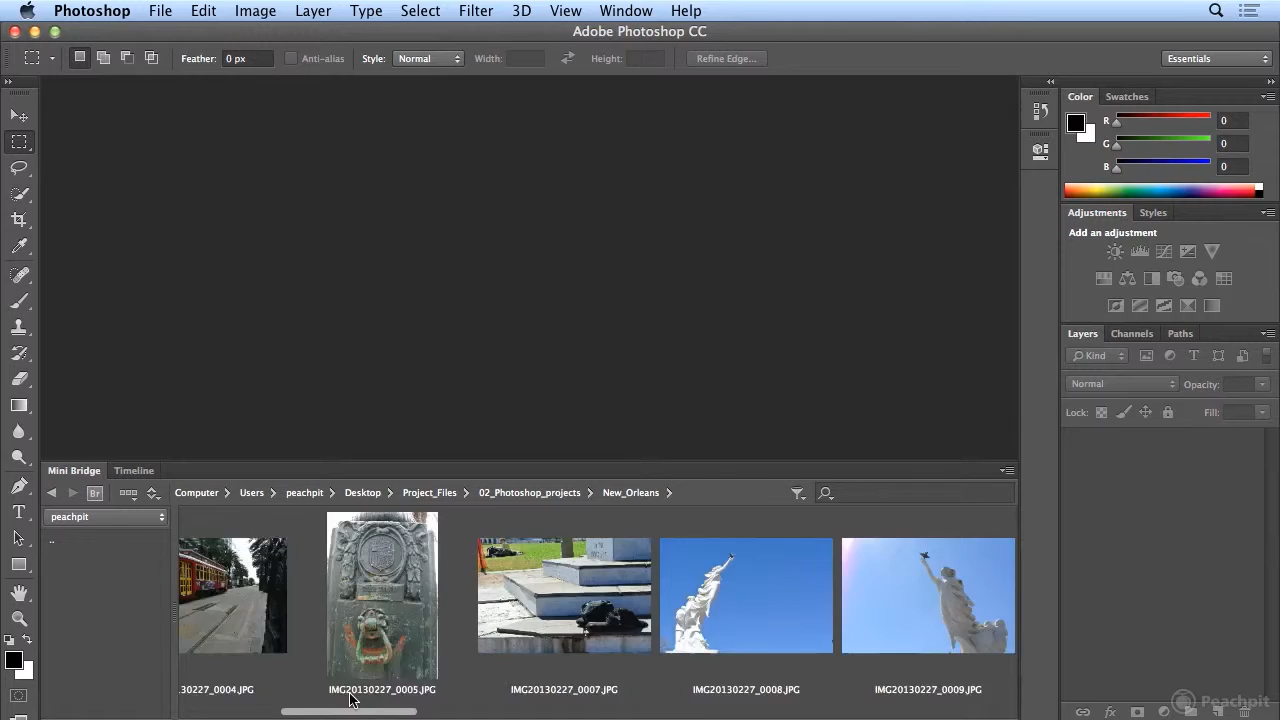 Photoshop File Edit Image Layer Type Select Filter 3D View Window Help
Adobe Photoshop CC
Feather: 0 px Anti-alias Style: Normal Width: Height: Refine Edge... Essentials
Color Swatches
R 0
G 0
B 0
Adjustments Styles
Add an adjustment
Layers Channels Paths
Kind
Normal Opacity:
Lock: Fill:
Mini Bridge Timeline
Br Computer Users peachpit Desktop Project_Files 02_Photoshop_projects New_Orleans
peachpit
..
.30227_0004.JPG IMG20130227_0005.JPG IMG20130227_0007.JPG IMG20130227_0008.JPG IMG20130227_0009.JPG
Peachpit